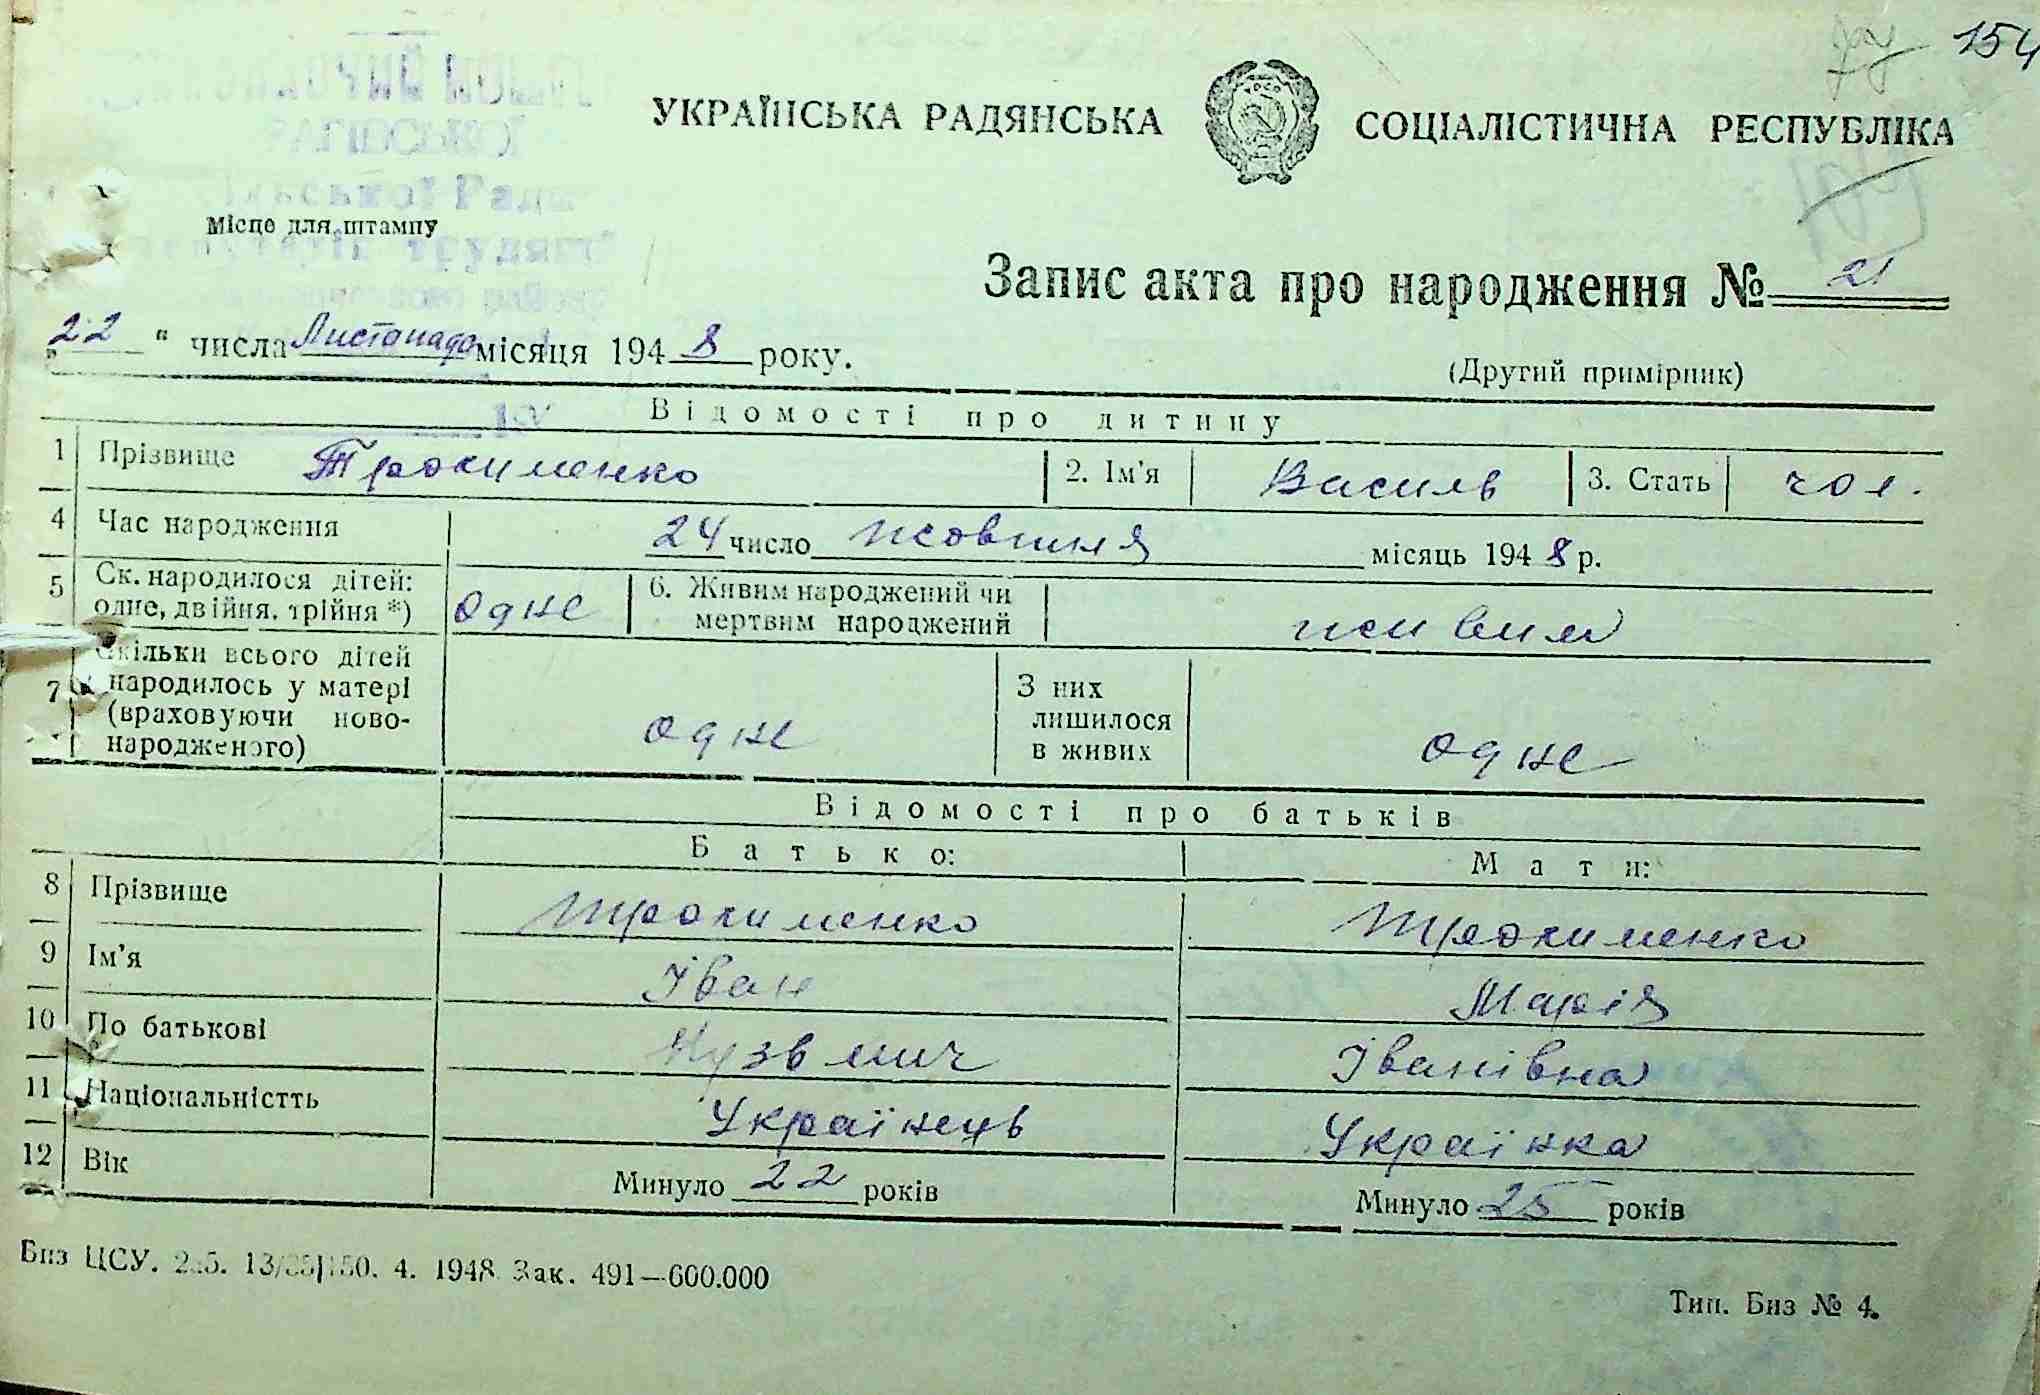 154
УКРАЇНСЬКА РАДЯНСЬКА СОЦІАЛІСТИЧНА РЕСПУБЛІКА
Місце для штампу
Запис акта про народження № 21
„22“ числа Листопада місяця 1948 року.
(Другий примірник)
Відомості про дитину
1 Прізвище Трохименко 2. Ім'я Василь 3. Стать чол.
4 Час народження 24 число жовтня місяць 1948 р.
5 Ск. народилося дітей: одне, двійня, трійня *) одне 6. Живим народжений чи мертвим народжений живим
7 Скільки всього дітей народилось у матері (враховуючи ново-народженого) одне З них лишилося в живих одне
Відомості про батьків
Батько: Мати:
8 Прізвище Трохименко Трохименко
9 Ім'я Іван Марія
10 По батькові Кузьмич Іванівна
11 Національністть Українець Українка
12 Вік Минуло 22 років Минуло 25 років
Биз ЦСУ. 4. 1948 Зак. 491—600.000
Тип. Биз № 4.